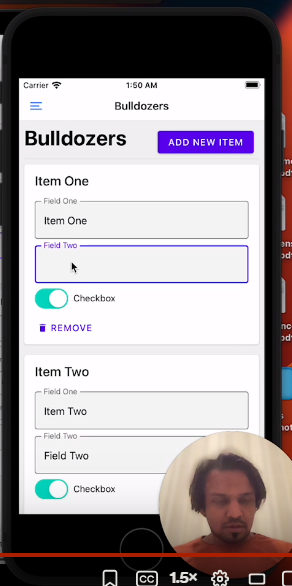 Carrier 1:50 AM
Bulldozers
Bulldozers ADD NEW ITEM
Item One
Field One
Item One
Field Two
Checkbox
REMOVE
Item Two
Field One
Item Two
Field Two
Field Two
Checkbox
CC 1.5×